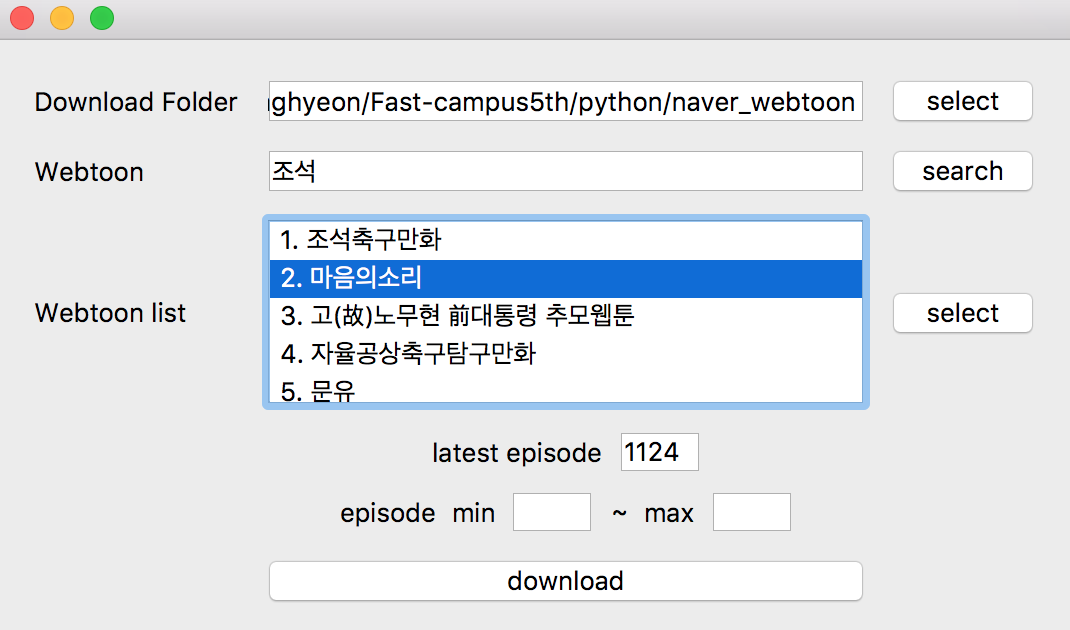 Download Folder ghyeon/Fast-campus5th/python/naver_webtoon select
Webtoon 조석 search
1. 조석축구만화
2. 마음의소리
Webtoon list 3. 고(故)노무현 前대통령 추모웹툰 select
4. 자율공상축구탐구만화
5. 문유
latest episode 1124
episode min ~ max
download